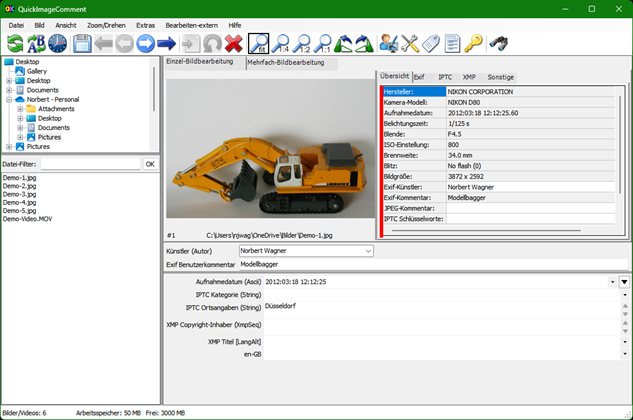 QuickImageComment
Datei Bild Ansicht Zoom/Drehen Extras Bearbeiten-extern Hilfe
fit 1:4 1:2 1:1
Desktop
Gallery
Desktop
Documents
Norbert - Personal
Attachments
Desktop
Documents
Pictures
Pictures
Datei-Filter: OK
Demo-1.jpg
Demo-2.jpg
Demo-3.jpg
Demo-4.jpg
Demo-5.jpg
Demo-Video.MOV
Einzel-Bildbearbeitung Mehrfach-Bildbearbeitung
#1 C:\Users\njwag\OneDrive\Bilder\Demo-1.jpg
Übersicht Exif IPTC XMP Sonstige
Hersteller: NIKON CORPORATION
Kamera-Modell: NIKON D80
Aufnahmedatum: 2012:03:18 12:12:25.60
Belichtungszeit: 1/125 s
Blende: F4.5
ISO-Einstellung: 800
Brennweite: 34.0 mm
Blitz: No flash (0)
Bildgröße: 3872 x 2592
Exif-Künstler: Norbert Wagner
Exif-Kommentar: Modellbagger
JPEG-Kommentar:
IPTC Schlüsselworte:
Künstler (Autor) Norbert Wagner
Exif Benutzerkommentar Modellbagger
Aufnahmedatum (Ascii) 2012:03:18 12:12:25
IPTC Kategorie (String)
IPTC Ortsangaben (String) Düsseldorf
XMP Copyright-Inhaber (XmpSeq)
XMP Titel [LangAlt]
en-GB
Bilder/Videos: 6 Arbeitsspeicher: 50 MB Frei: 3000 MB